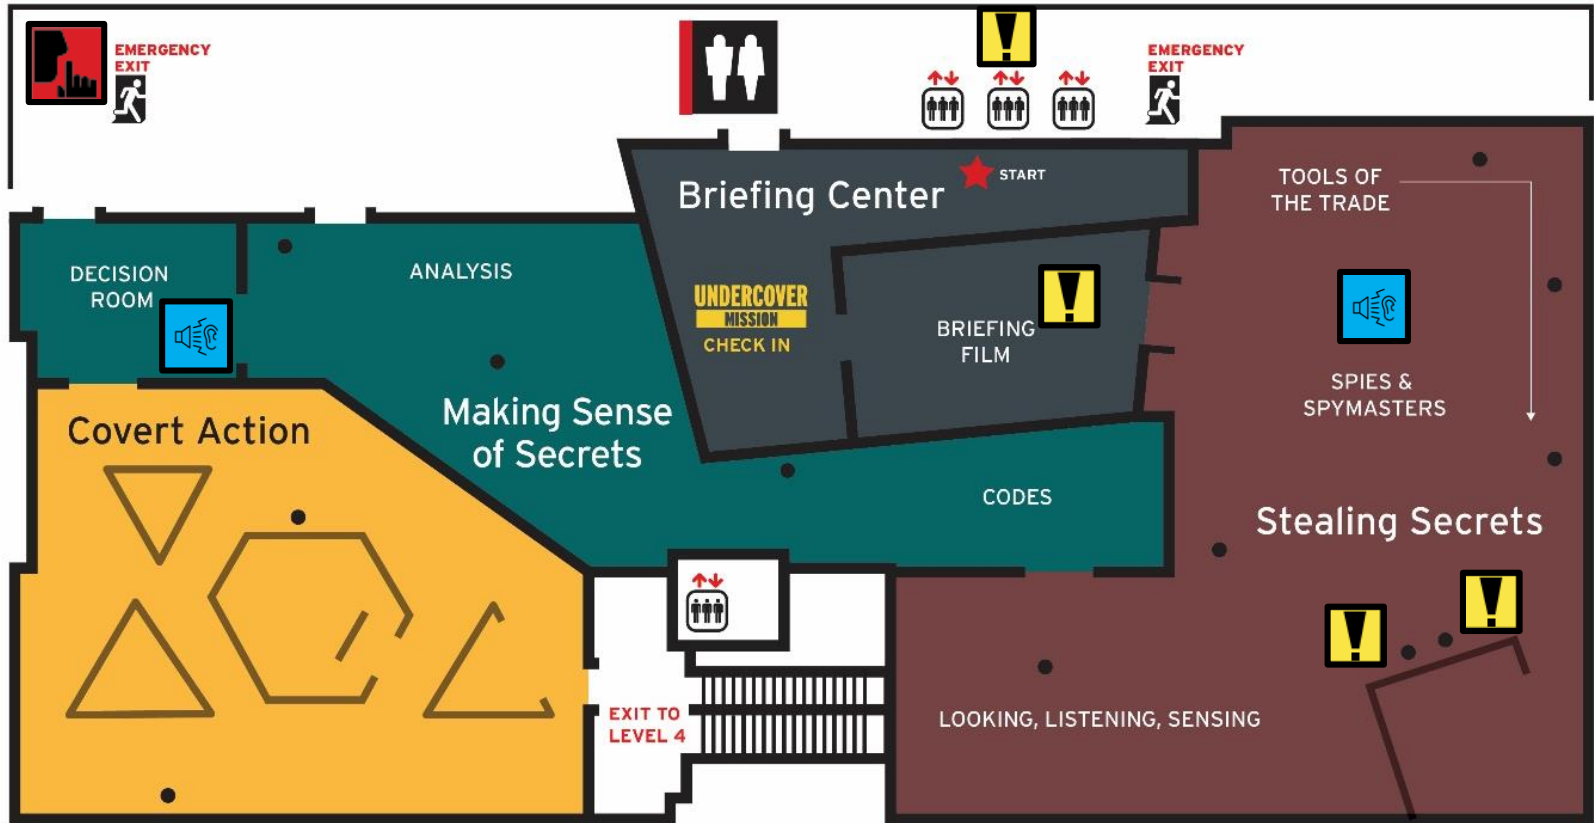 EMERGENCY
EXIT
EMERGENCY
EXIT
Briefing Center
START
TOOLS OF
THE TRADE
DECISION
ROOM
ANALYSIS
UNDERCOVER
MISSION
CHECK IN
BRIEFING
FILM
SPIES &
SPYMASTERS
Covert Action
Making Sense
of Secrets
CODES
Stealing Secrets
EXIT TO
LEVEL 4
LOOKING, LISTENING, SENSING